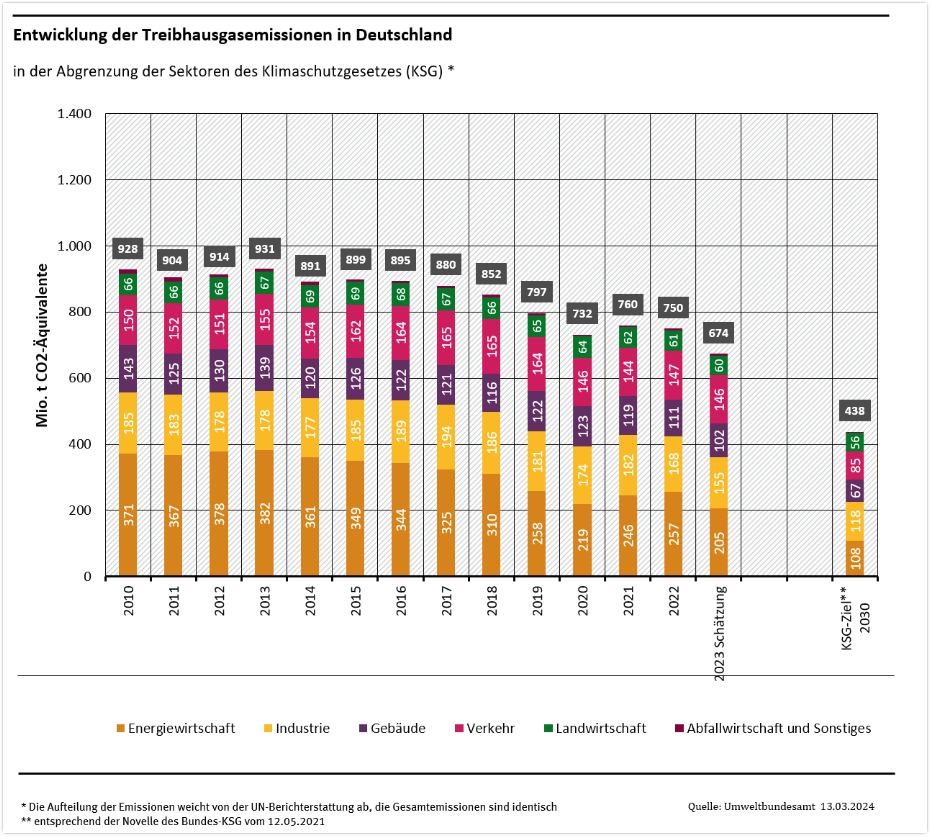 Entwicklung der Treibhausgasemissionen in Deutschland
in der Abgrenzung der Sektoren des Klimaschutzgesetzes (KSG) *
Mio. t CO2-Äquivalente
1.400
1.200
1.000
800
600
400
200
0
928 904 914 931 891 899 895 880 852 797 732 760 750 674 438
66 66 66 67 69 69 68 67 66 65 64 62 61 60 56
150 152 151 155 154 162 164 165 165 164 146 144 147 146 85
143 125 130 139 120 126 122 121 116 122 123 119 111 102 67
185 183 178 178 177 185 189 194 186 181 174 182 168 155 118
371 367 378 382 361 349 344 325 310 258 219 246 257 205 108
2010 2011 2012 2013 2014 2015 2016 2017 2018 2019 2020 2021 2022 2023 Schätzung KSG-Ziel**
2030
Energiewirtschaft Industrie Gebäude Verkehr Landwirtschaft Abfallwirtschaft und Sonstiges
* Die Aufteilung der Emissionen weicht von der UN-Berichterstattung ab, die Gesamtemissionen sind identisch
** entsprechend der Novelle des Bundes-KSG vom 12.05.2021
Quelle: Umweltbundesamt 13.03.2024